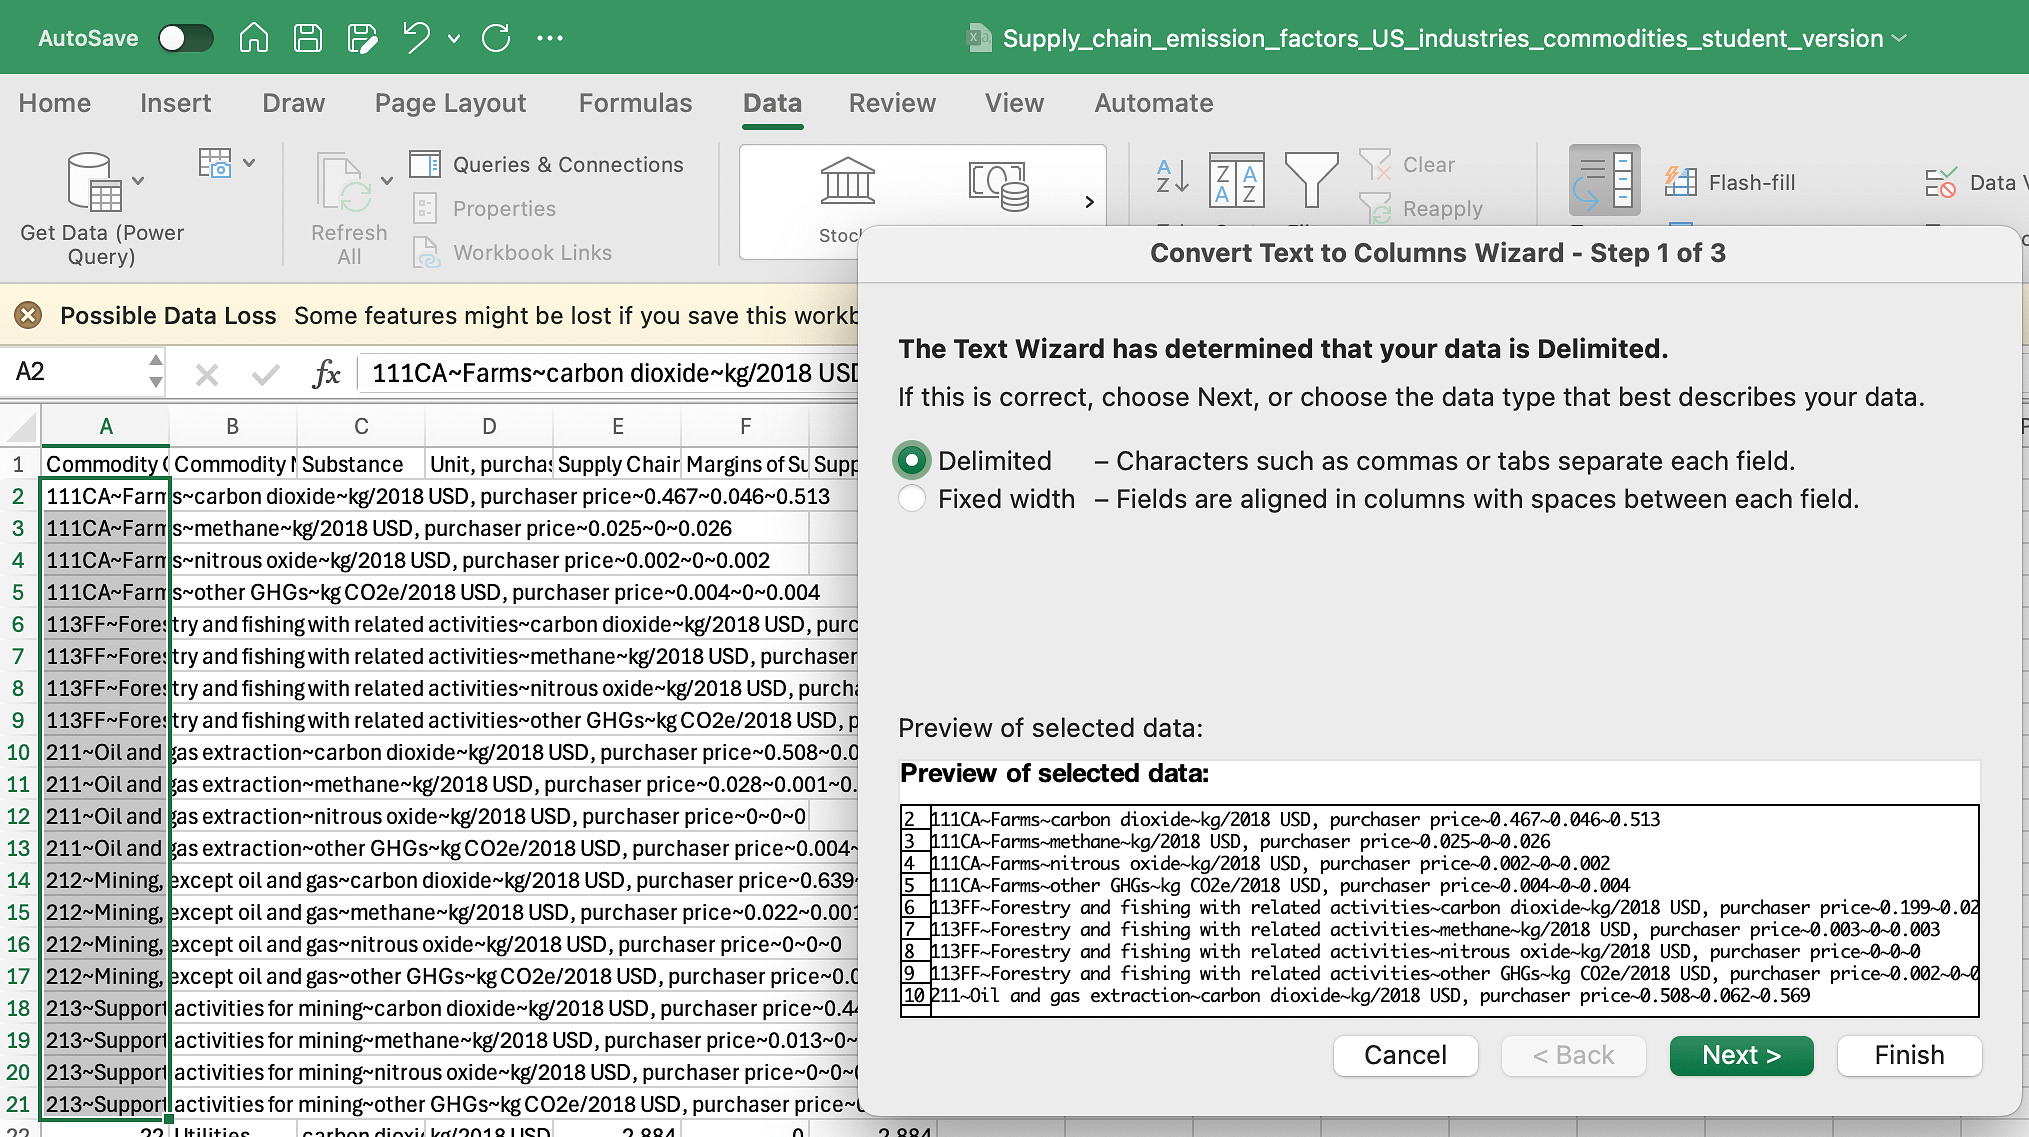 AutoSave
Supply_chain_emission_factors_US_industries_commodities_student_version
Home Insert Draw Page Layout Formulas Data Review View Automate
Get Data (Power
Query)
Refresh
All
Queries & Connections
Properties
Workbook Links
Clear
Reapply
Flash-fill
Data
Convert Text to Columns Wizard - Step 1 of 3
Possible Data Loss Some features might be lost if you save this
A2
fx 111CA~Farms~carbon dioxide~kg/2018
The Text Wizard has determined that your data is Delimited.
If this is correct, choose Next, or choose the data type that best describes your data.
Delimited – Characters such as commas or tabs separate each field.
Fixed width – Fields are aligned in columns with spaces between each field.
A B C D E F
1 Commodity Commodity Substance Unit, Supply Chain Margins of
2 111CA~Farms~carbon dioxide~kg/2018 USD, purchaser price~0.467~0.046~0.513
3 111CA~Farms~methane~kg/2018 USD, purchaser price~0.025~0~0.026
4 111CA~Farms~nitrous oxide~kg/2018 USD, purchaser price~0.002~0~0.002
5 111CA~Farms~other GHGs~kg CO2e/2018 USD, purchaser price~0.004~0~0.004
6 113FF~Forestry and fishing with related activities~carbon dioxide~kg/2018 USD, purc
7 113FF~Forestry and fishing with related activities~methane~kg/2018 USD, purchaser
8 113FF~Forestry and fishing with related activities~nitrous oxide~kg/2018 USD, purch
9 113FF~Forestry and fishing with related activities~other GHGs~kg CO2e/2018 USD, p
10 211~Oil and gas extraction~carbon dioxide~kg/2018 USD, purchaser price~0.508~0.0
11 211~Oil and gas extraction~methane~kg/2018 USD, purchaser price~0.028~0.001~0.
12 211~Oil and gas extraction~nitrous oxide~kg/2018 USD, purchaser price~0~0~0
13 211~Oil and gas extraction~other GHGs~kg CO2e/2018 USD, purchaser price~0.004~
14 212~Mining, except oil and gas~carbon dioxide~kg/2018 USD, purchaser price~0.639
15 212~Mining, except oil and gas~methane~kg/2018 USD, purchaser price~0.022~0.001
16 212~Mining, except oil and gas~nitrous oxide~kg/2018 USD, purchaser price~0~0~0
17 212~Mining, except oil and gas~other GHGs~kg CO2e/2018 USD, purchaser price~0.0
18 213~Support activities for mining~carbon dioxide~kg/2018 USD, purchaser price~0.4
19 213~Support activities for mining~methane~kg/2018 USD, purchaser price~0.013~0~
20 213~Support activities for mining~nitrous oxide~kg/2018 USD, purchaser price~0~0~
21 213~Support activities for mining~other GHGs~kg CO2e/2018 USD, purchaser price~
22 22 Utilities carbon kg/2018 USD 2.884 0 2.884
Preview of selected data:
Preview of selected data:
2 111CA~Farms~carbon dioxide~kg/2018 USD, purchaser price~0.467~0.046~0.513
3 111CA~Farms~methane~kg/2018 USD, purchaser price~0.025~0~0.026
4 111CA~Farms~nitrous oxide~kg/2018 USD, purchaser price~0.002~0~0.002
5 111CA~Farms~other GHGs~kg CO2e/2018 USD, purchaser price~0.004~0~0.004
6 113FF~Forestry and fishing with related activities~carbon dioxide~kg/2018 USD, purchaser price~0.199~0.02
7 113FF~Forestry and fishing with related activities~methane~kg/2018 USD, purchaser price~0.003~0~0.003
8 113FF~Forestry and fishing with related activities~nitrous oxide~kg/2018 USD, purchaser price~0~0~0
9 113FF~Forestry and fishing with related activities~other GHGs~kg CO2e/2018 USD, purchaser price~0.002~0~0
10 211~Oil and gas extraction~carbon dioxide~kg/2018 USD, purchaser price~0.508~0.062~0.569
Cancel < Back Next > Finish